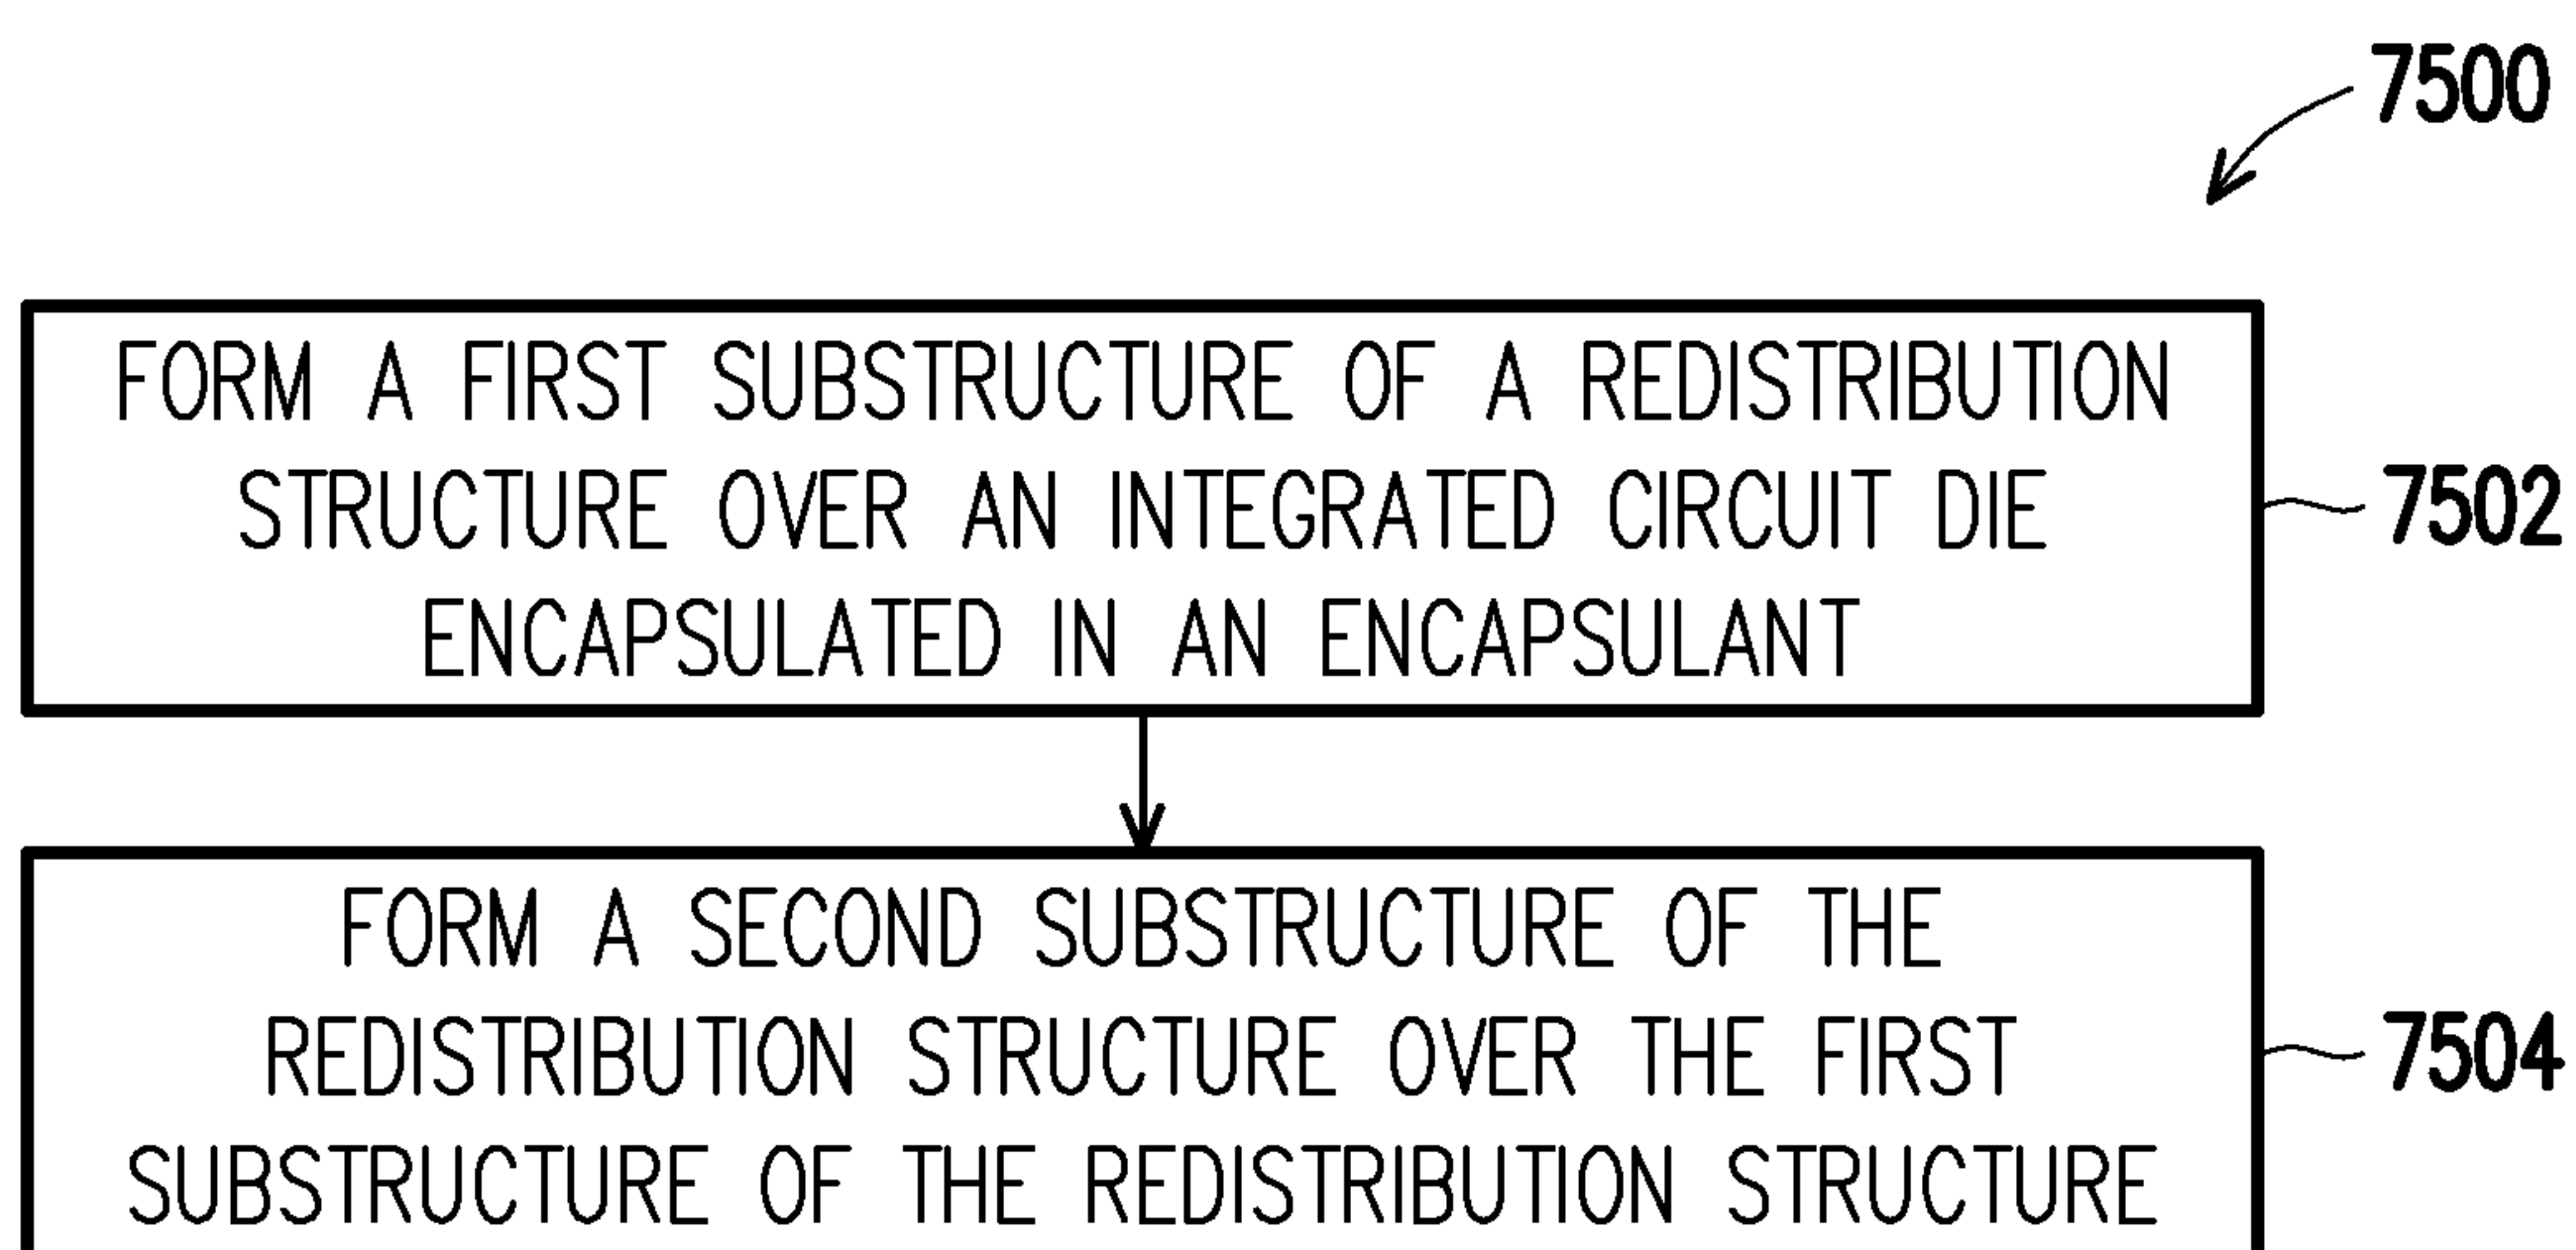 7500
FORM A FIRST SUBSTRUCTURE OF A REDISTRIBUTION
STRUCTURE OVER AN INTEGRATED CIRCUIT DIE
ENCAPSULATED IN AN ENCAPSULANT
7502
FORM A SECOND SUBSTRUCTURE OF THE
REDISTRIBUTION STRUCTURE OVER THE FIRST
SUBSTRUCTURE OF THE REDISTRIBUTION STRUCTURE
7504